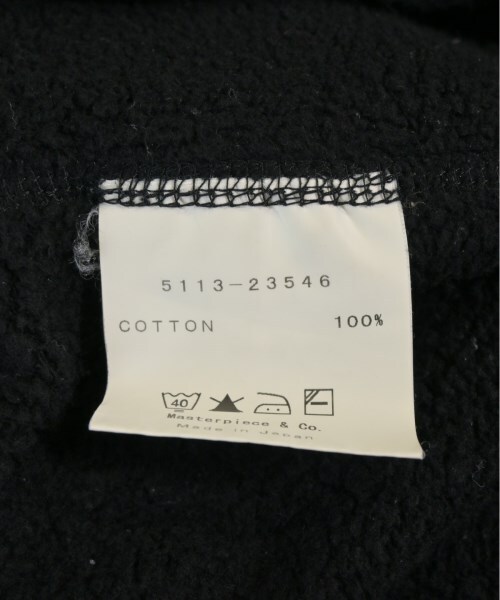 5113-23546
COTTON 100%
40
Masterpiece & Co.
Made in Japan